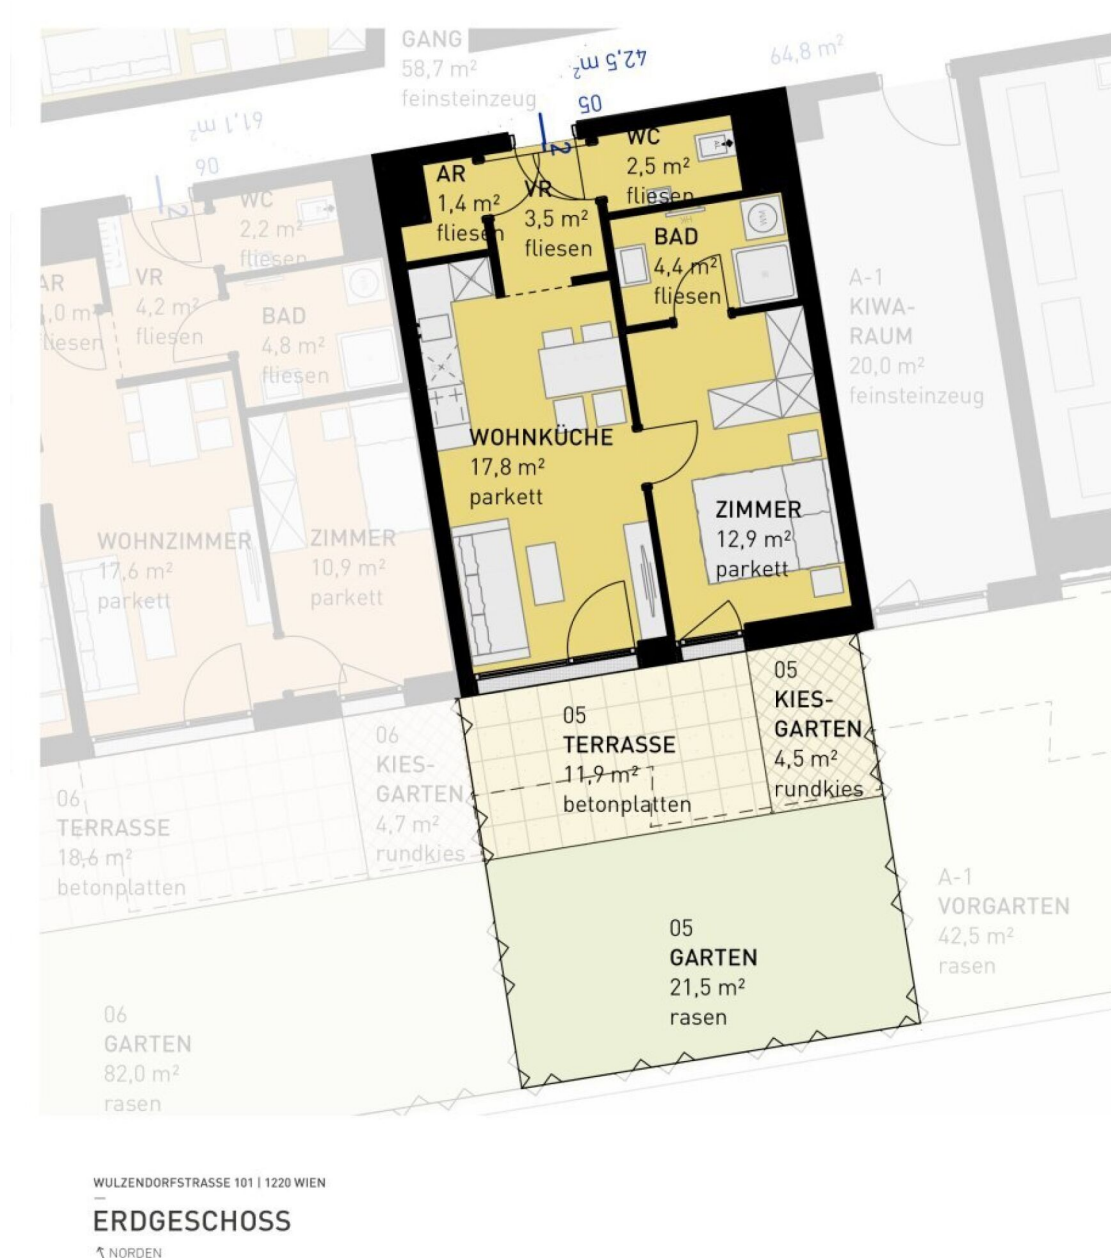 GANG
58,7 m²
feinsteinzeug
42,5 m²
05
2
64,8 m²
61,1 m²
06
2
WC
2,2 m²
fliesen
VR
4,2 m²
fliesen
AR
fliesen
BAD
4,8 m²
fliesen
WOHNZIMMER
17,6 m²
parkett
ZIMMER
10,9 m²
parkett
AR
1,4 m²
fliesen
VR
3,5 m²
fliesen
WC
2,5 m²
fliesen
BAD
4,4 m²
fliesen
WM
WOHNKÜCHE
17,8 m²
parkett
ZIMMER
12,9 m²
parkett
A-1
KIWA-
RAUM
20,0 m²
feinsteinzeug
05
TERRASSE
11,9 m²
betonplatten
05
KIES-
GARTEN
4,5 m²
rundkies
06
KIES-
GARTEN
4,7 m²
rundkies
06
TERRASSE
18,6 m²
betonplatten
05
GARTEN
21,5 m²
rasen
A-1
VORGARTEN
42,5 m²
rasen
06
GARTEN
82,0 m²
rasen
WULZENDORFSTRASSE 101 | 1220 WIEN
ERDGESCHOSS
NORDEN